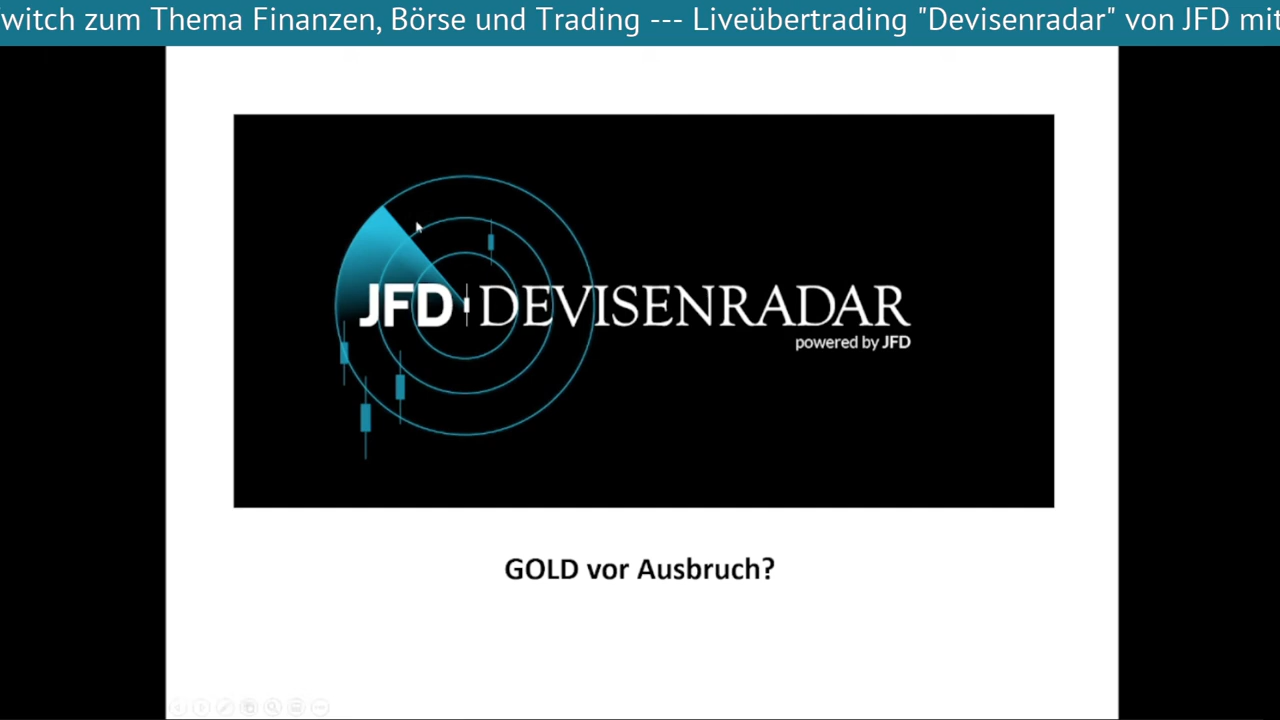 witch zum Thema Finanzen, Börse und Trading --- Liveübertrading "Devisenradar" von JFD mit
JFD DEVISENRADAR
powered by JFD
GOLD vor Ausbruch?